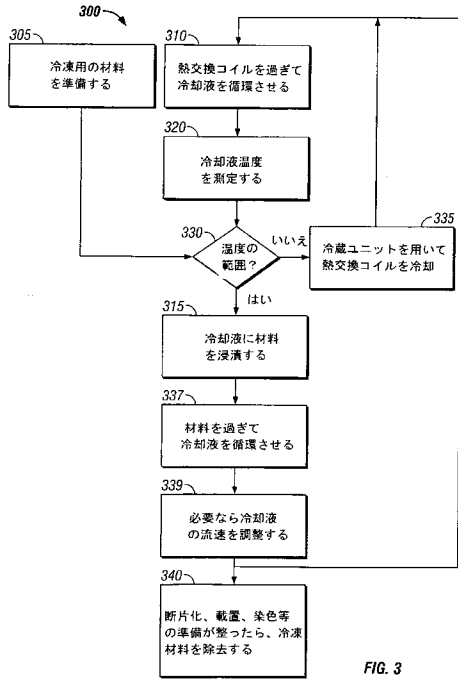 300
305
冷凍用の材料
を準備する
310
熱交換コイルを過ぎて
冷却液を循環させる
320
冷却液温度
を測定する
330
温度の
範囲?
いいえ
335
冷蔵ユニットを用いて
熱交換コイルを冷却
はい
315
冷却液に材料
を浸漬する
337
材料を過ぎて
冷却液を循環させる
339
必要なら冷却液
の流速を調整する
340
断片化、載置、染色等
の準備が整ったら、冷凍
材料を除去する
FIG. 3